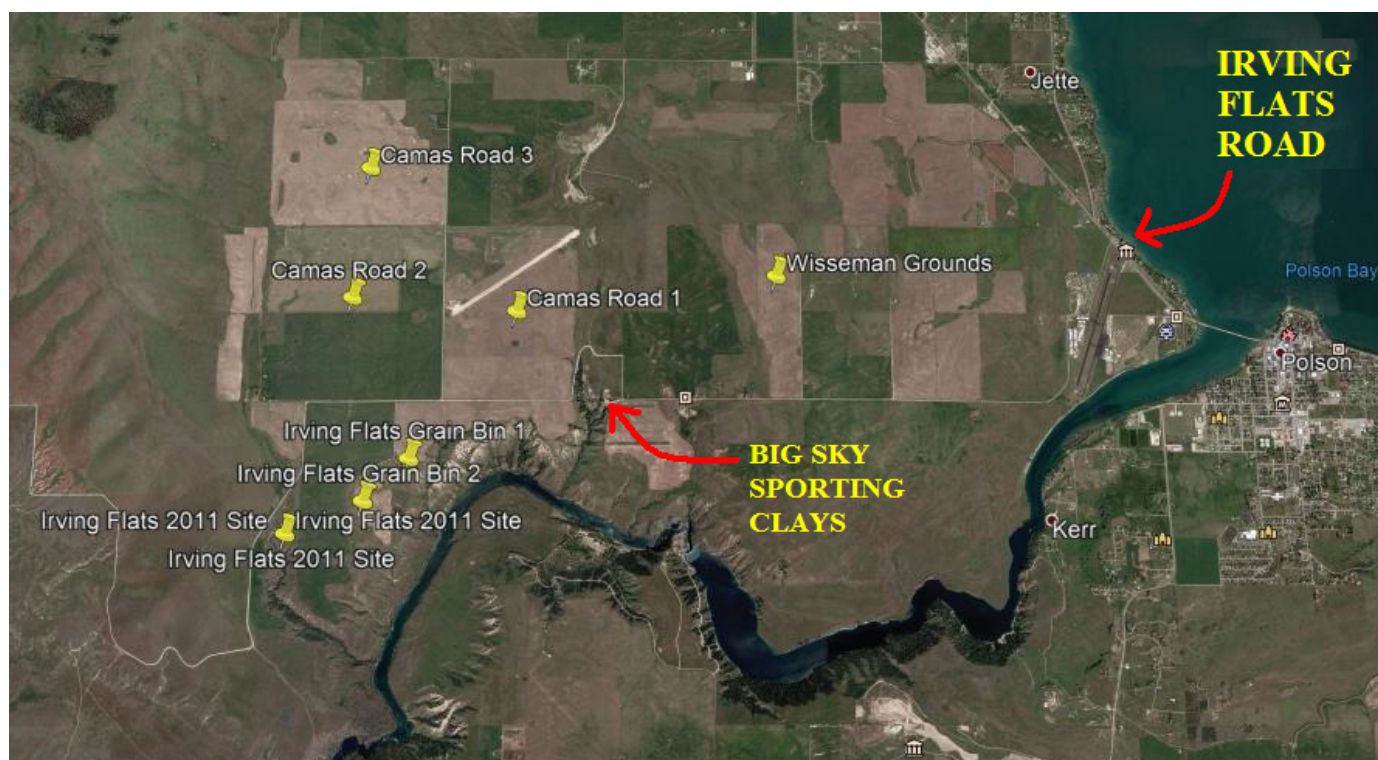 IRVING
FLATS
ROAD
Jette
Camas Road 3
Camas Road 2
Wisseman Grounds
Polson Bay
Camas Road 1
Polson
Irving Flats Grain Bin 1
BIG SKY
SPORTING
CLAYS
Irving Flats Grain Bin 2
Irving Flats 2011 Site
Irving Flats 2011 Site
Kerr
Irving Flats 2011 Site